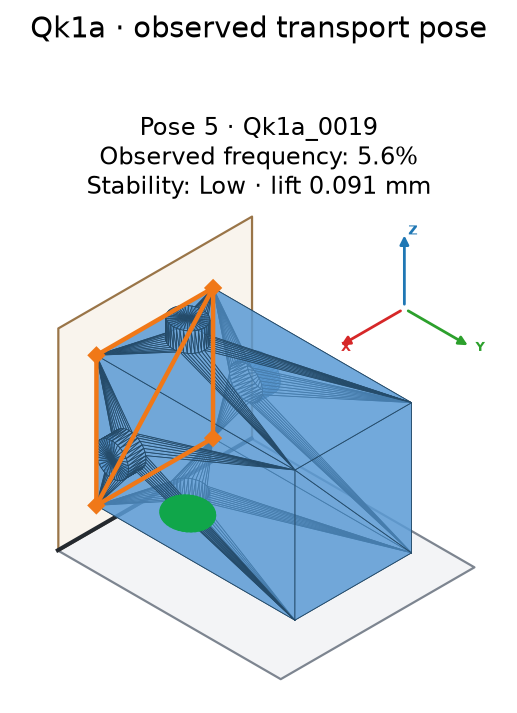 Qk1a · observed transport pose
Pose 5 · Qk1a_0019
Observed frequency: 5.6%
Stability: Low · lift 0.091 mm
Z
X
Y